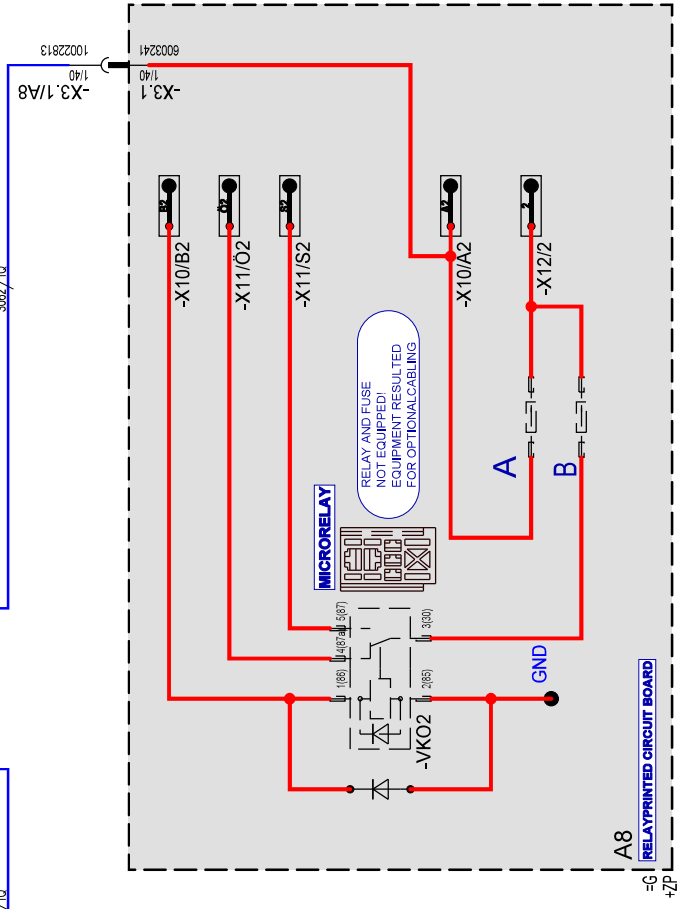 10022813
1/40
-X3.1/A8
6003241
1/40
-X3.1
B2
Ö2
S2
A2
2
-X10/B2
-X11/Ö2
-X11/S2
-X10/A2
-X12/2
RELAY AND FUSE
NOT EQUIPPED!
EQUIPMENT RESULTED
FOR OPTIONALCABLING
A
B
MICRORELAY
1(86)
4(87a)
5(87)
2(85)
3(30)
-VKO2
GND
A8
RELAYPRINTED CIRCUIT BOARD
=G
+ZP